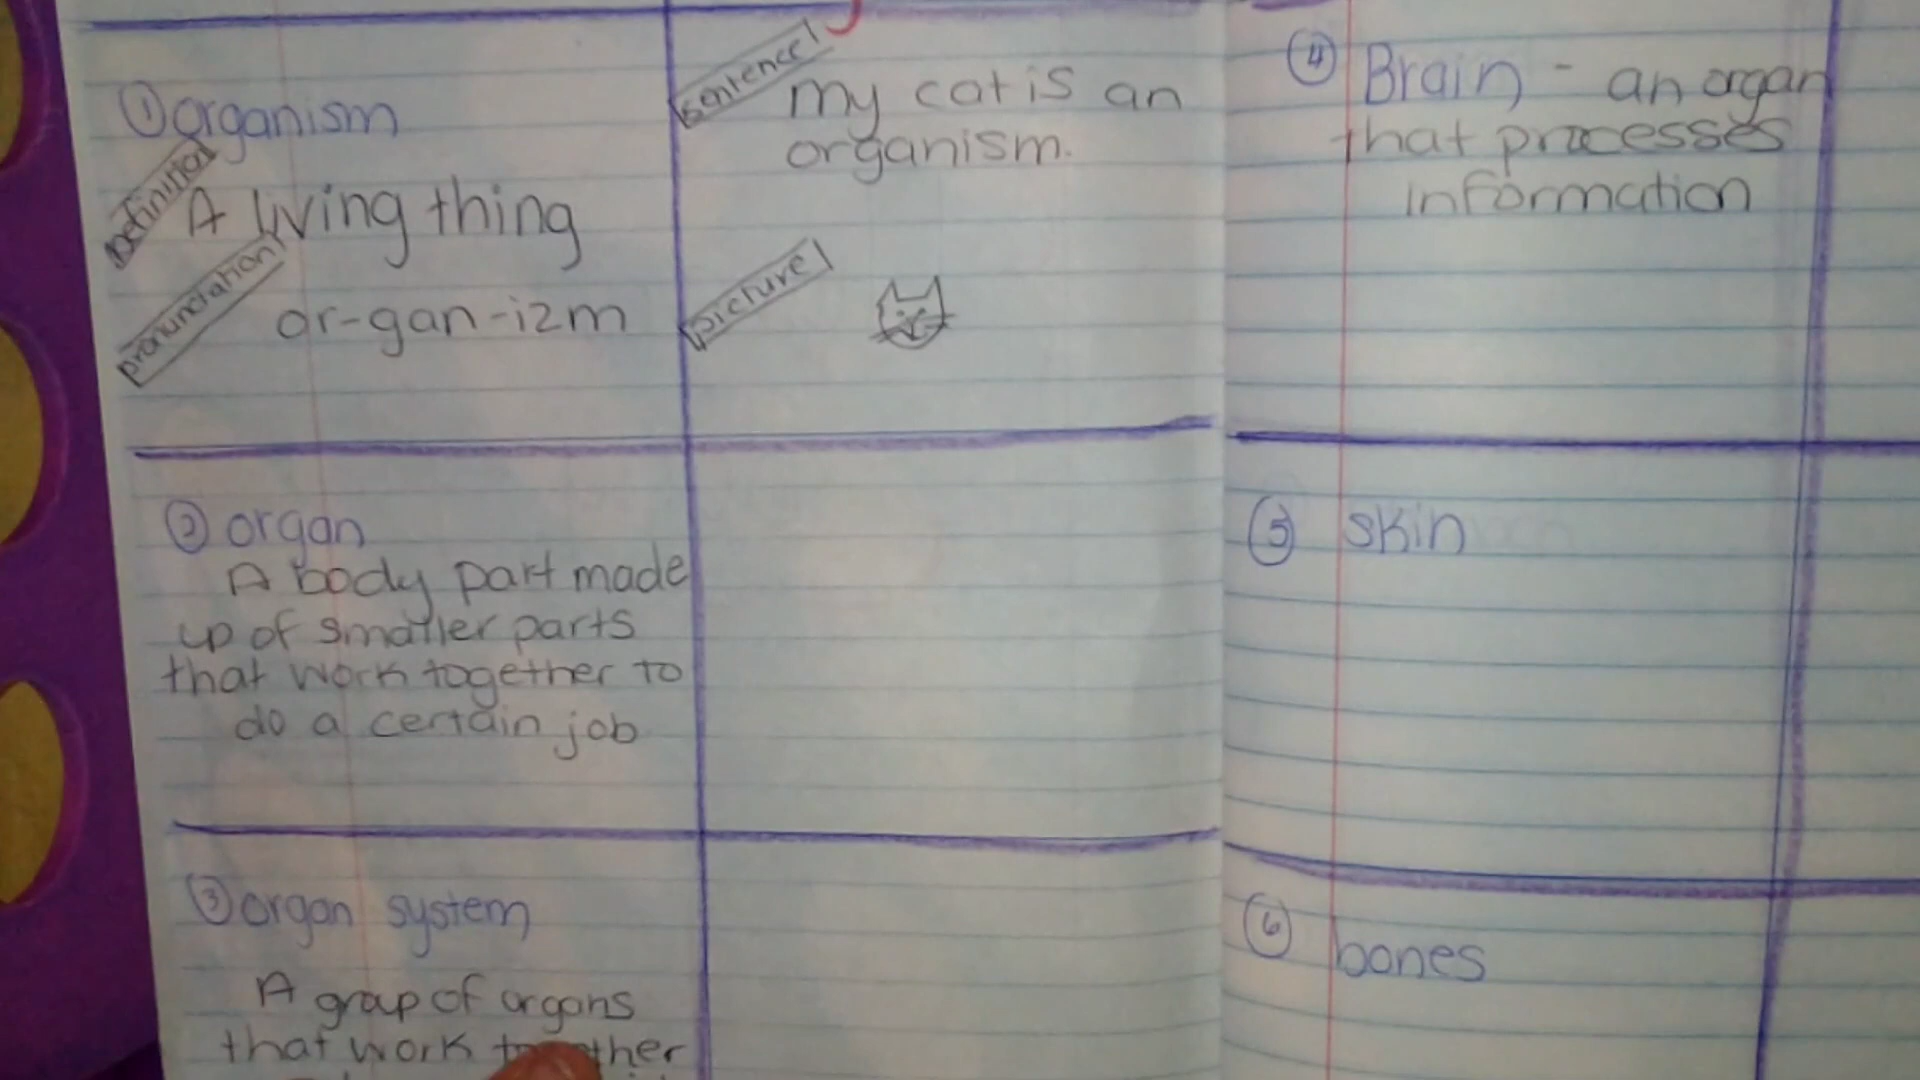 ① organism
Definition
A living thing
pronunciation
or-gan-izm
sentence!
my cat is an
organism.
picture!
② organ
A body part made
up of smaller parts
that work together to
do a certain job
③ organ system
A group of organs
that work together
④ Brain - an organ
that processes
information
⑤ skin
⑥ bones